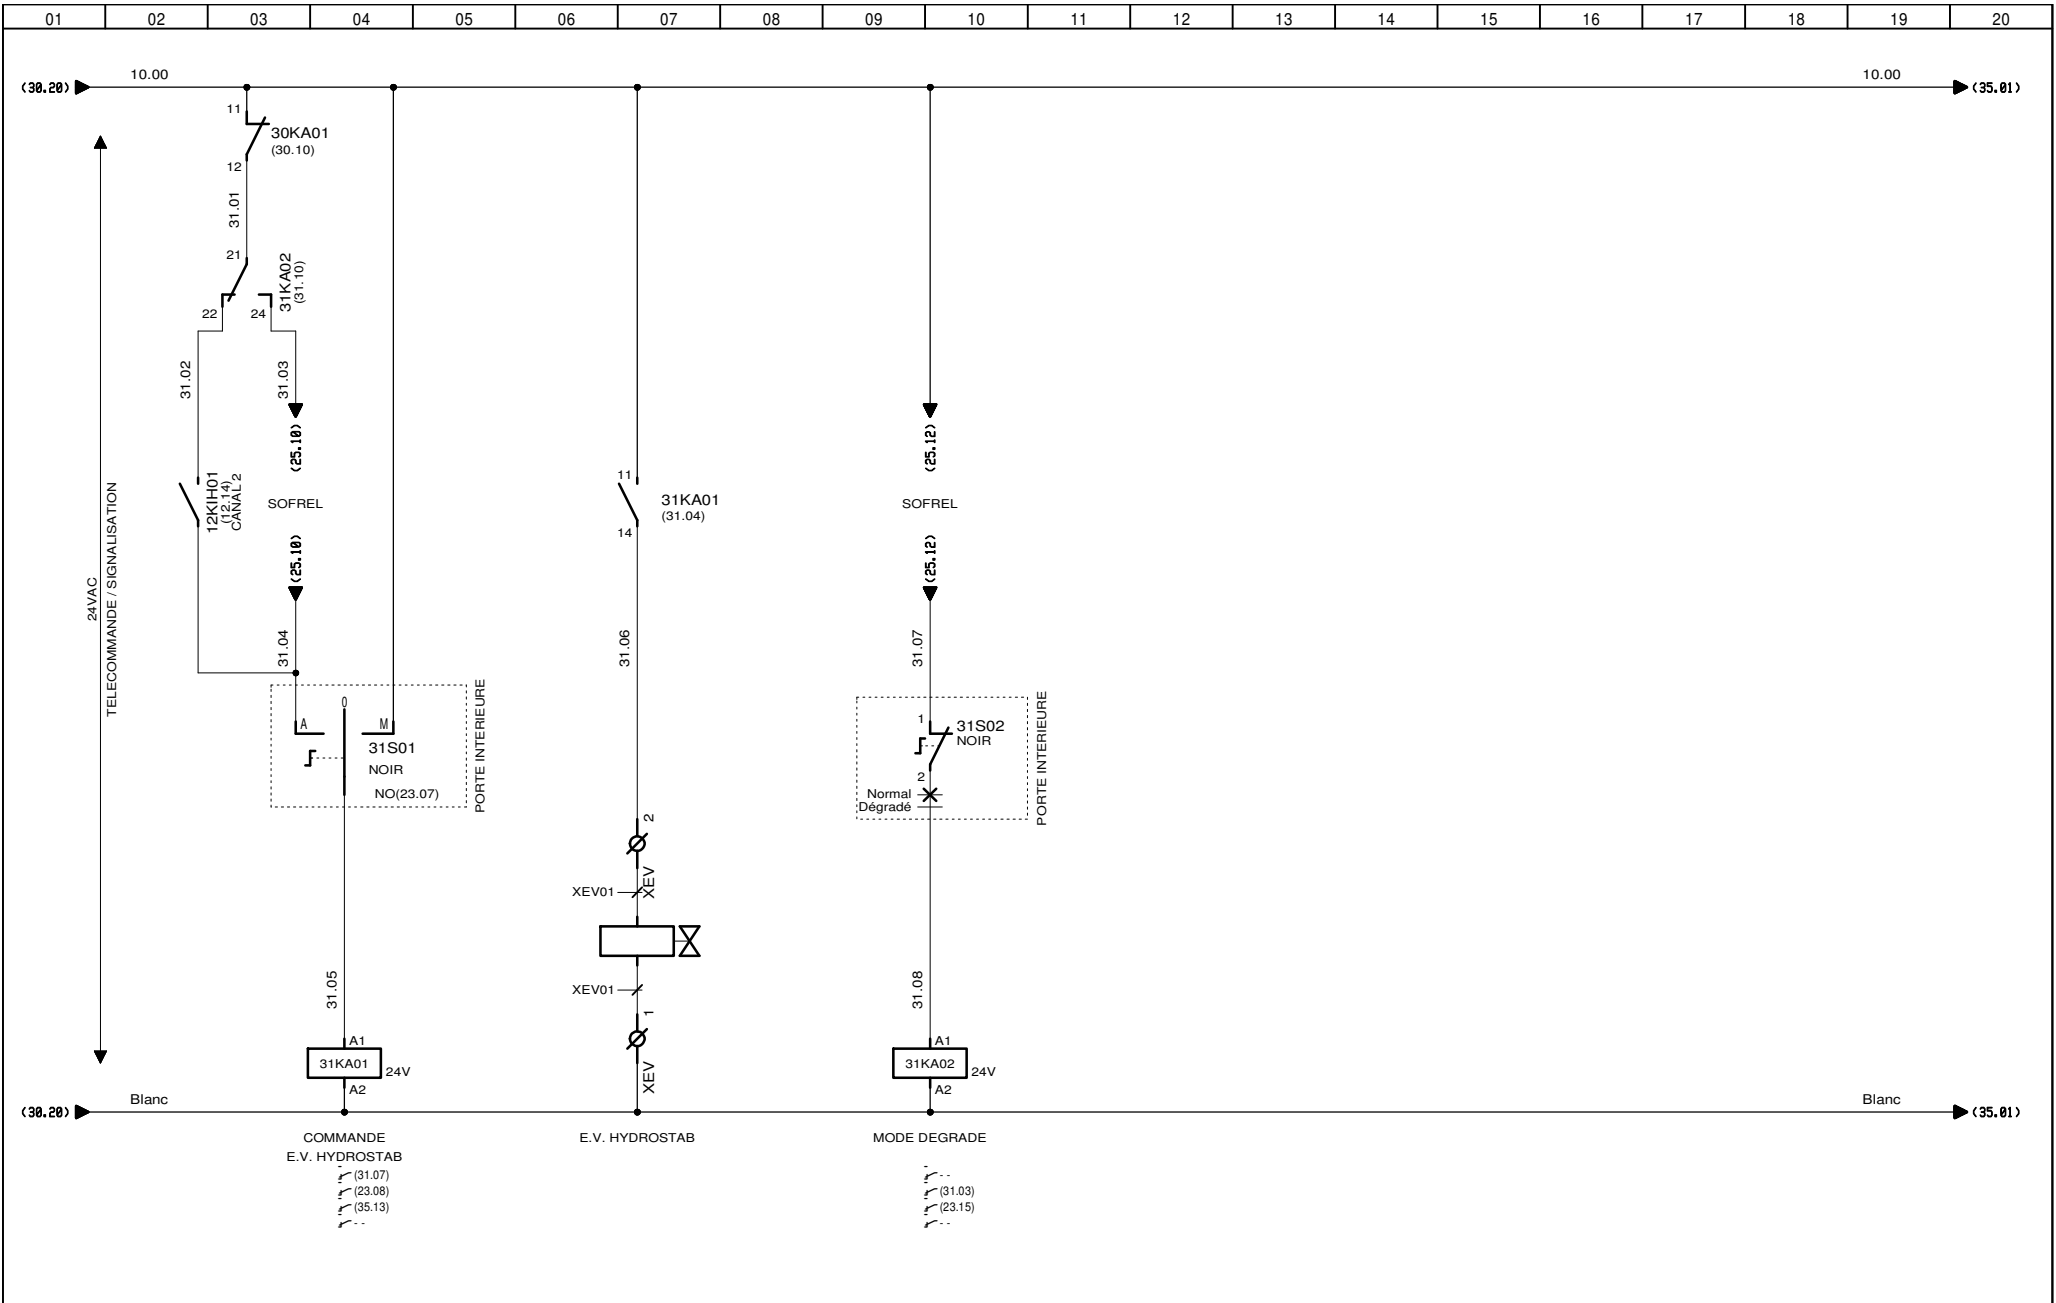 01 02 03 04 05 06 07 08 09 10 11 12 13 14 15 16 17 18 19 20
10.00 10.00
(30.20) (35.01)
11
30KA01
(30.10)
12
31.01
21
31KA02
(31.10)
22 24
31.02
31.03
(25.10)
(25.12)
12KIH01
(12.14)
CANAL 2
SOFREL
11
31KA01
(31.04)
14
SOFREL
24VAC
TELECOMMANDE / SIGNALISATION
(25.10)
(25.12)
31.04
31.06
31.07
0
A M
31S01
NOIR
NO(23.07)
PORTE INTERIEURE
1
31S02
NOIR
2
Normal
Dégradé
PORTE INTERIEURE
2
XEV
XEV01
XEV01
1
XEV
31.05
31.08
A1
31KA01
24V
A2
A1
31KA02
24V
A2
Blanc Blanc
(30.20) (35.01)
COMMANDE
E.V. HYDROSTAB
(31.07)
(23.08)
(35.13)
- -
E.V. HYDROSTAB
MODE DEGRADE
- -
(31.03)
(23.15)
- -